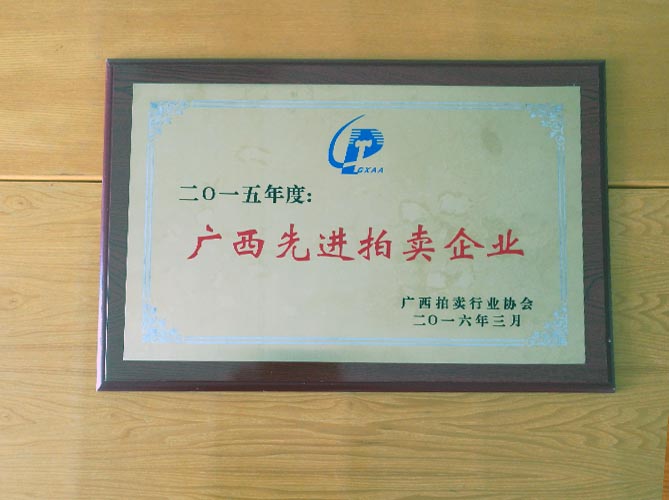 GXAA
二〇一五年度:
广西先进拍卖企业
广西拍卖行业协会
二〇一六年三月